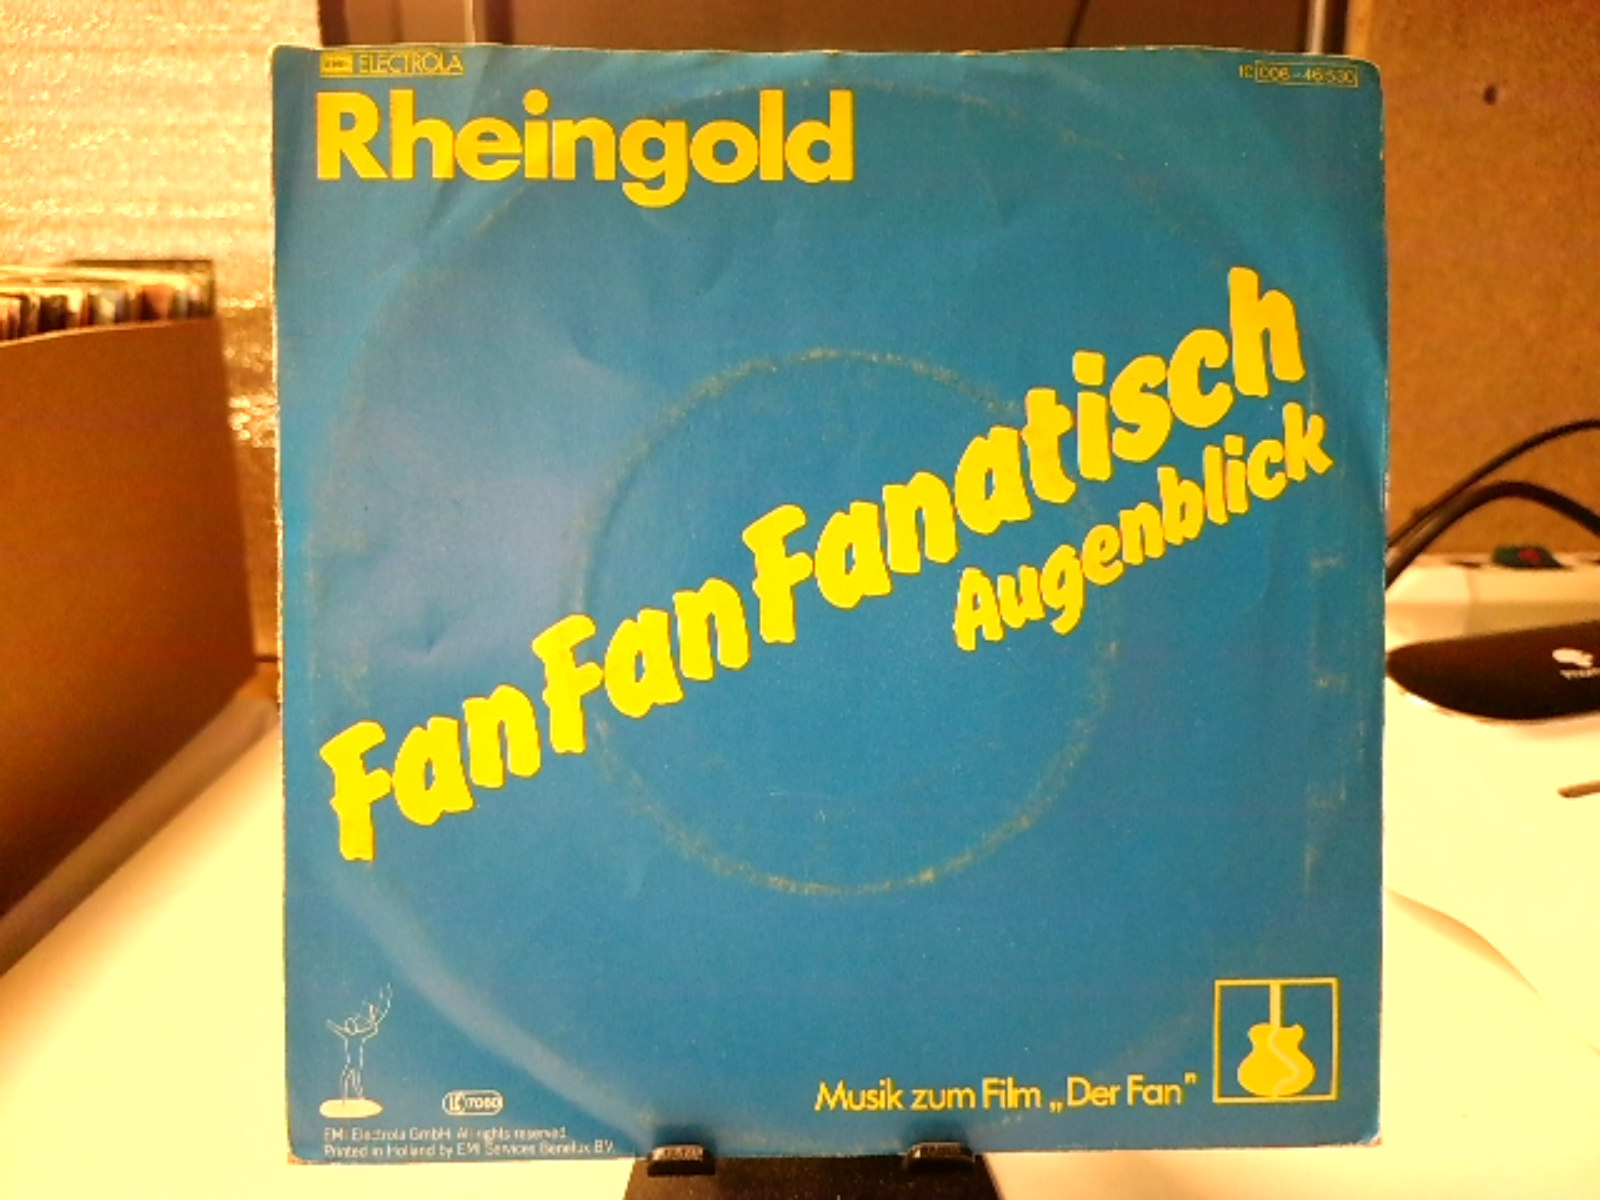 EMI ELECTROLA
1C 006-46 530
Rheingold
FanFanFanatisch
Augenblick
Musik zum Film „Der Fan"
LC 7060
EMI Electrola GmbH. All rights reserved.
Printed in Holland by EMI Services Benelux B.V.